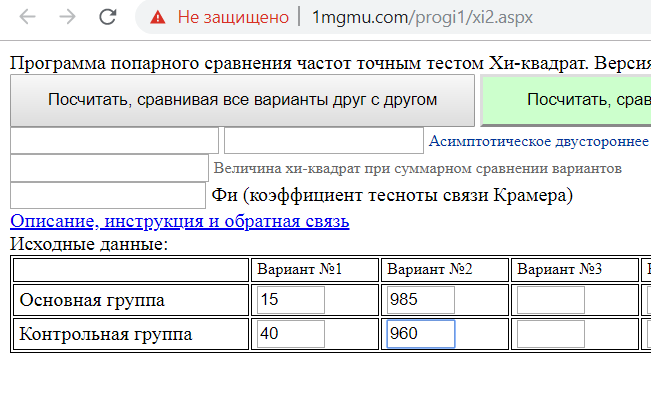 Не защищено | 1mgmu.com/progi1/xi2.aspx
Программа попарного сравнения частот точным тестом Хи-квадрат. Версия
Посчитать, сравнивая все варианты друг с другом
Посчитать, срав
Асимптотическое двустороннее
Величина хи-квадрат при суммарном сравнении вариантов
Фи (коэффициент тесноты связи Крамера)
Описание, инструкция и обратная связь
Исходные данные:
Вариант №1 Вариант №2 Вариант №3
Основная группа 15 985
Контрольная группа 40 960